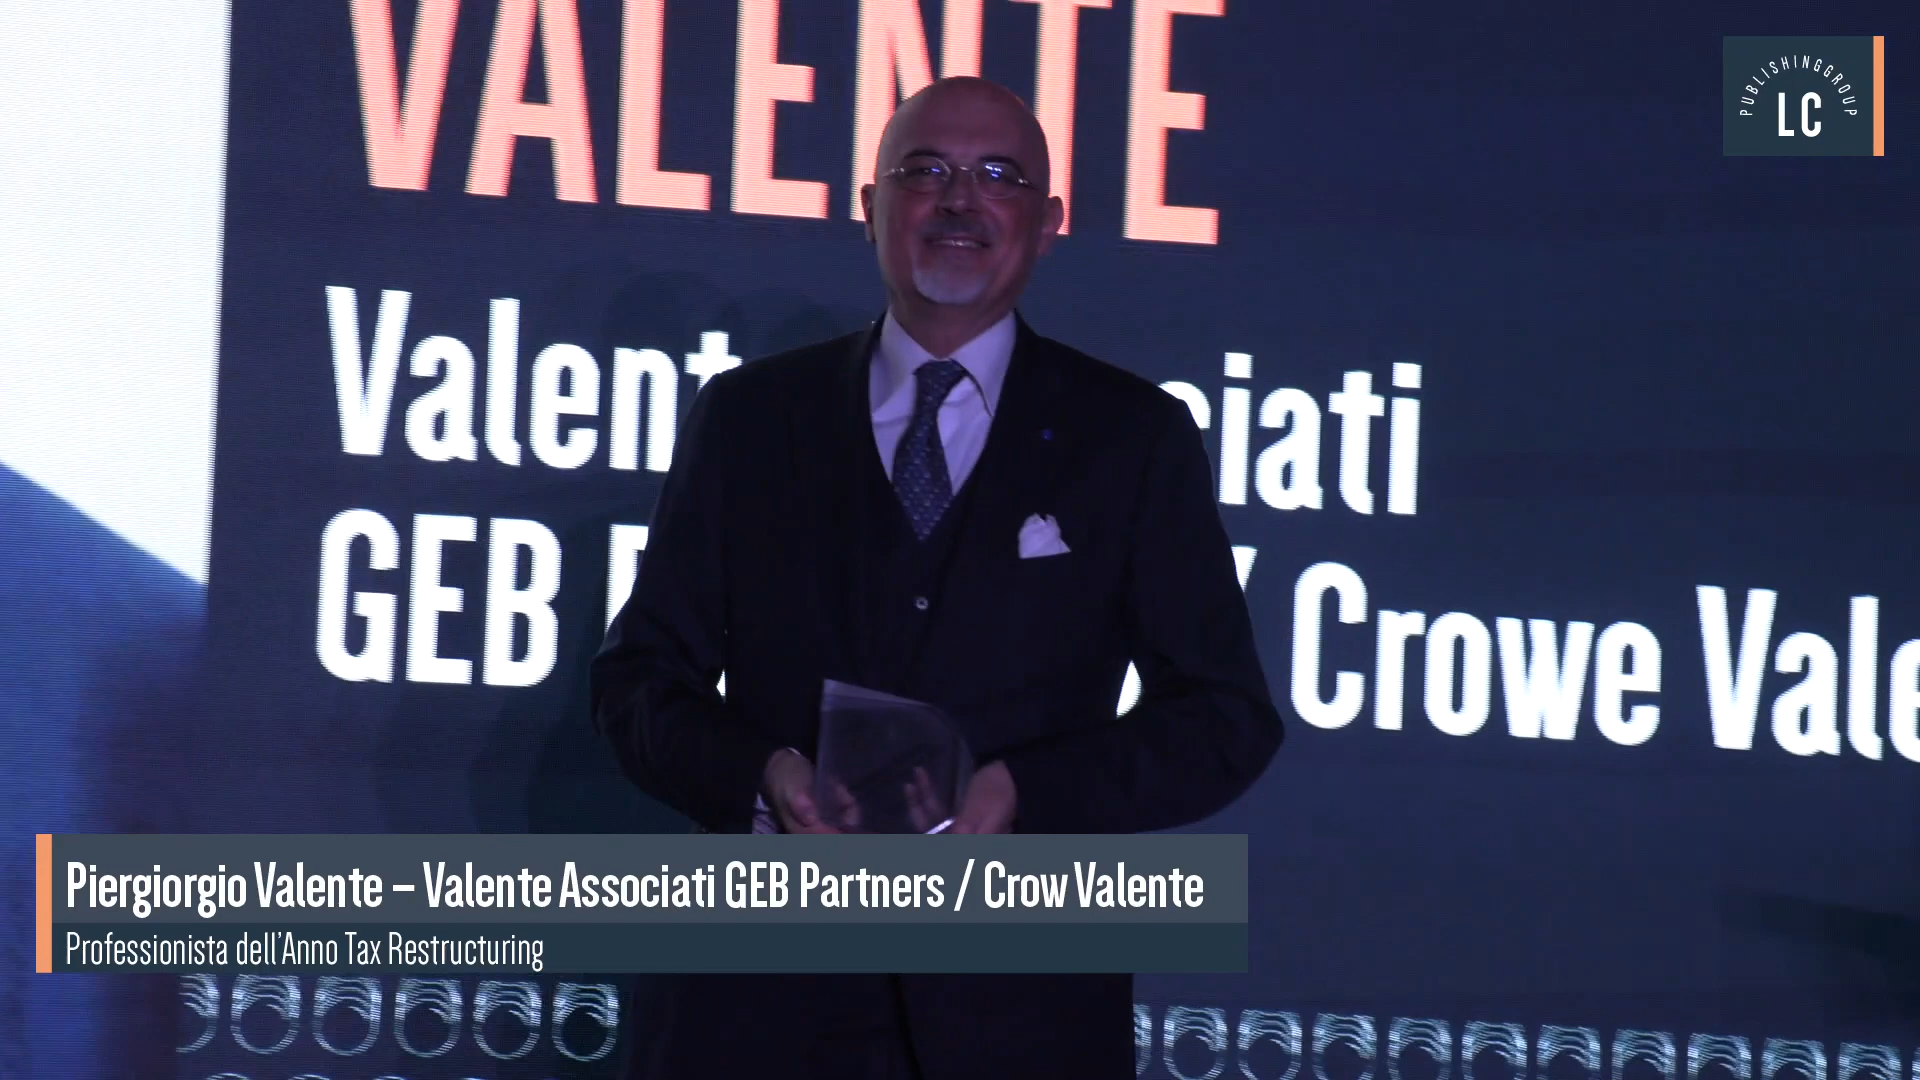 VALENTE
PUBLISHINGGROUP
LC
Valent ciati
GEB Crowe Vale
Piergiorgio Valente – Valente Associati GEB Partners / Crow Valente
Professionista dell'Anno Tax Restructuring